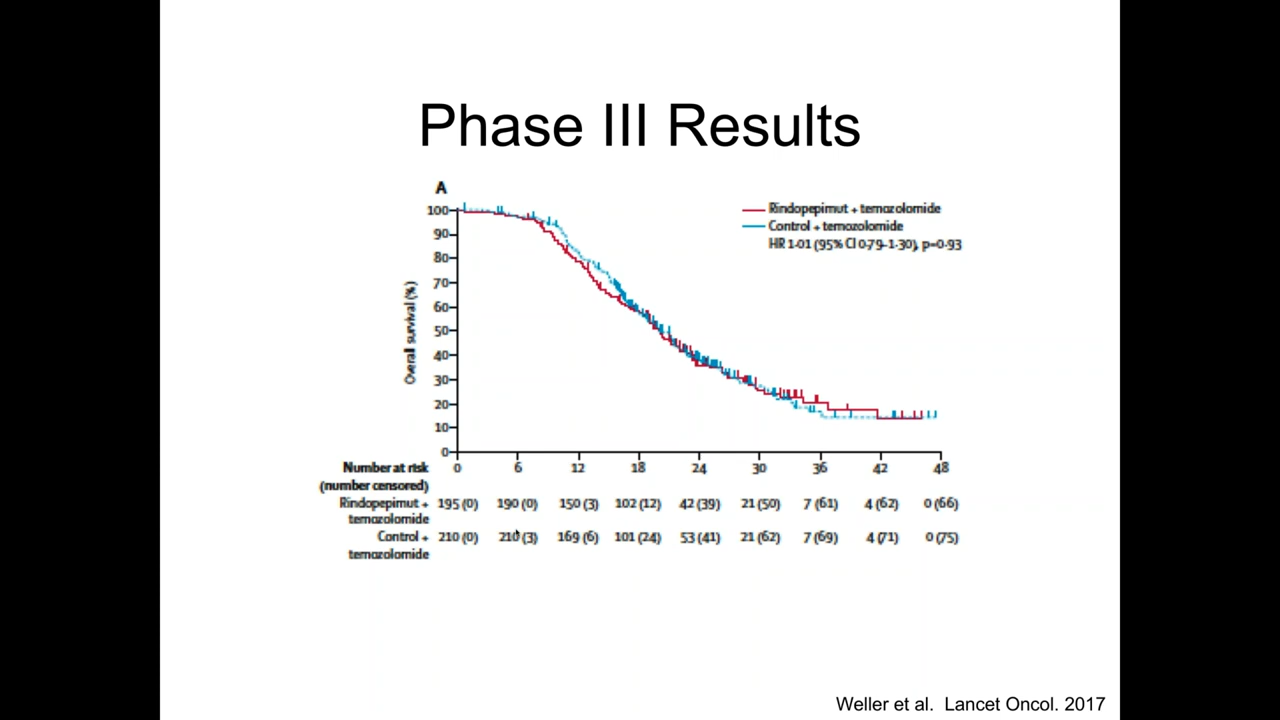 Phase III Results
A
Rindopepimut + temozolomide
Control + temozolomide
HR 1·01 (95% CI 0·79–1·30), p=0·93
Overall survival (%)
100
90
80
70
60
50
40
30
20
10
0
0 6 12 18 24 30 36 42 48
Number at risk
(number censored)
Rindopepimut + 195 (0) 190 (0) 150 (3) 102 (12) 42 (39) 21 (50) 7 (61) 4 (62) 0 (66)
temozolomide
Control + 210 (0) 210 (3) 169 (6) 101 (24) 53 (41) 21 (62) 7 (69) 4 (71) 0 (75)
temozolomide
Weller et al. Lancet Oncol. 2017